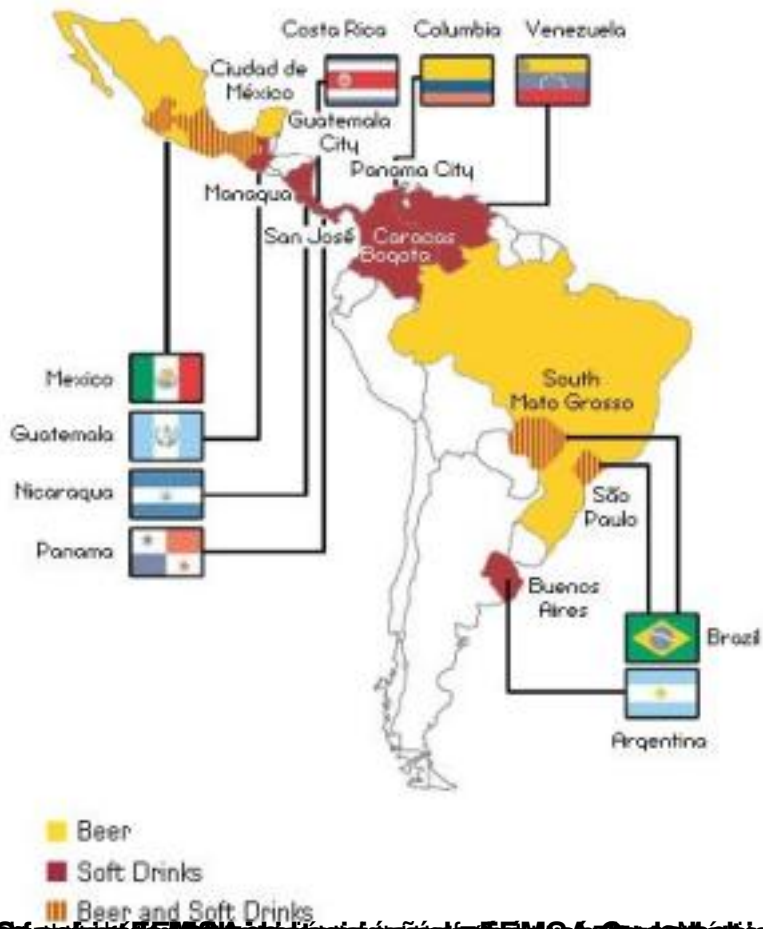 Costa Rica
Columbia
Venezuela
Ciudad de
México
Guatemala
City
Panama City
Managua
San José
Caracas
Bogota
Mexico
Guatemala
Nicaragua
Panama
South
Mato Grosso
São
Paulo
Buenos
Aires
Brazil
Argentina
Beer
Soft Drinks
Beer and Soft Drinks